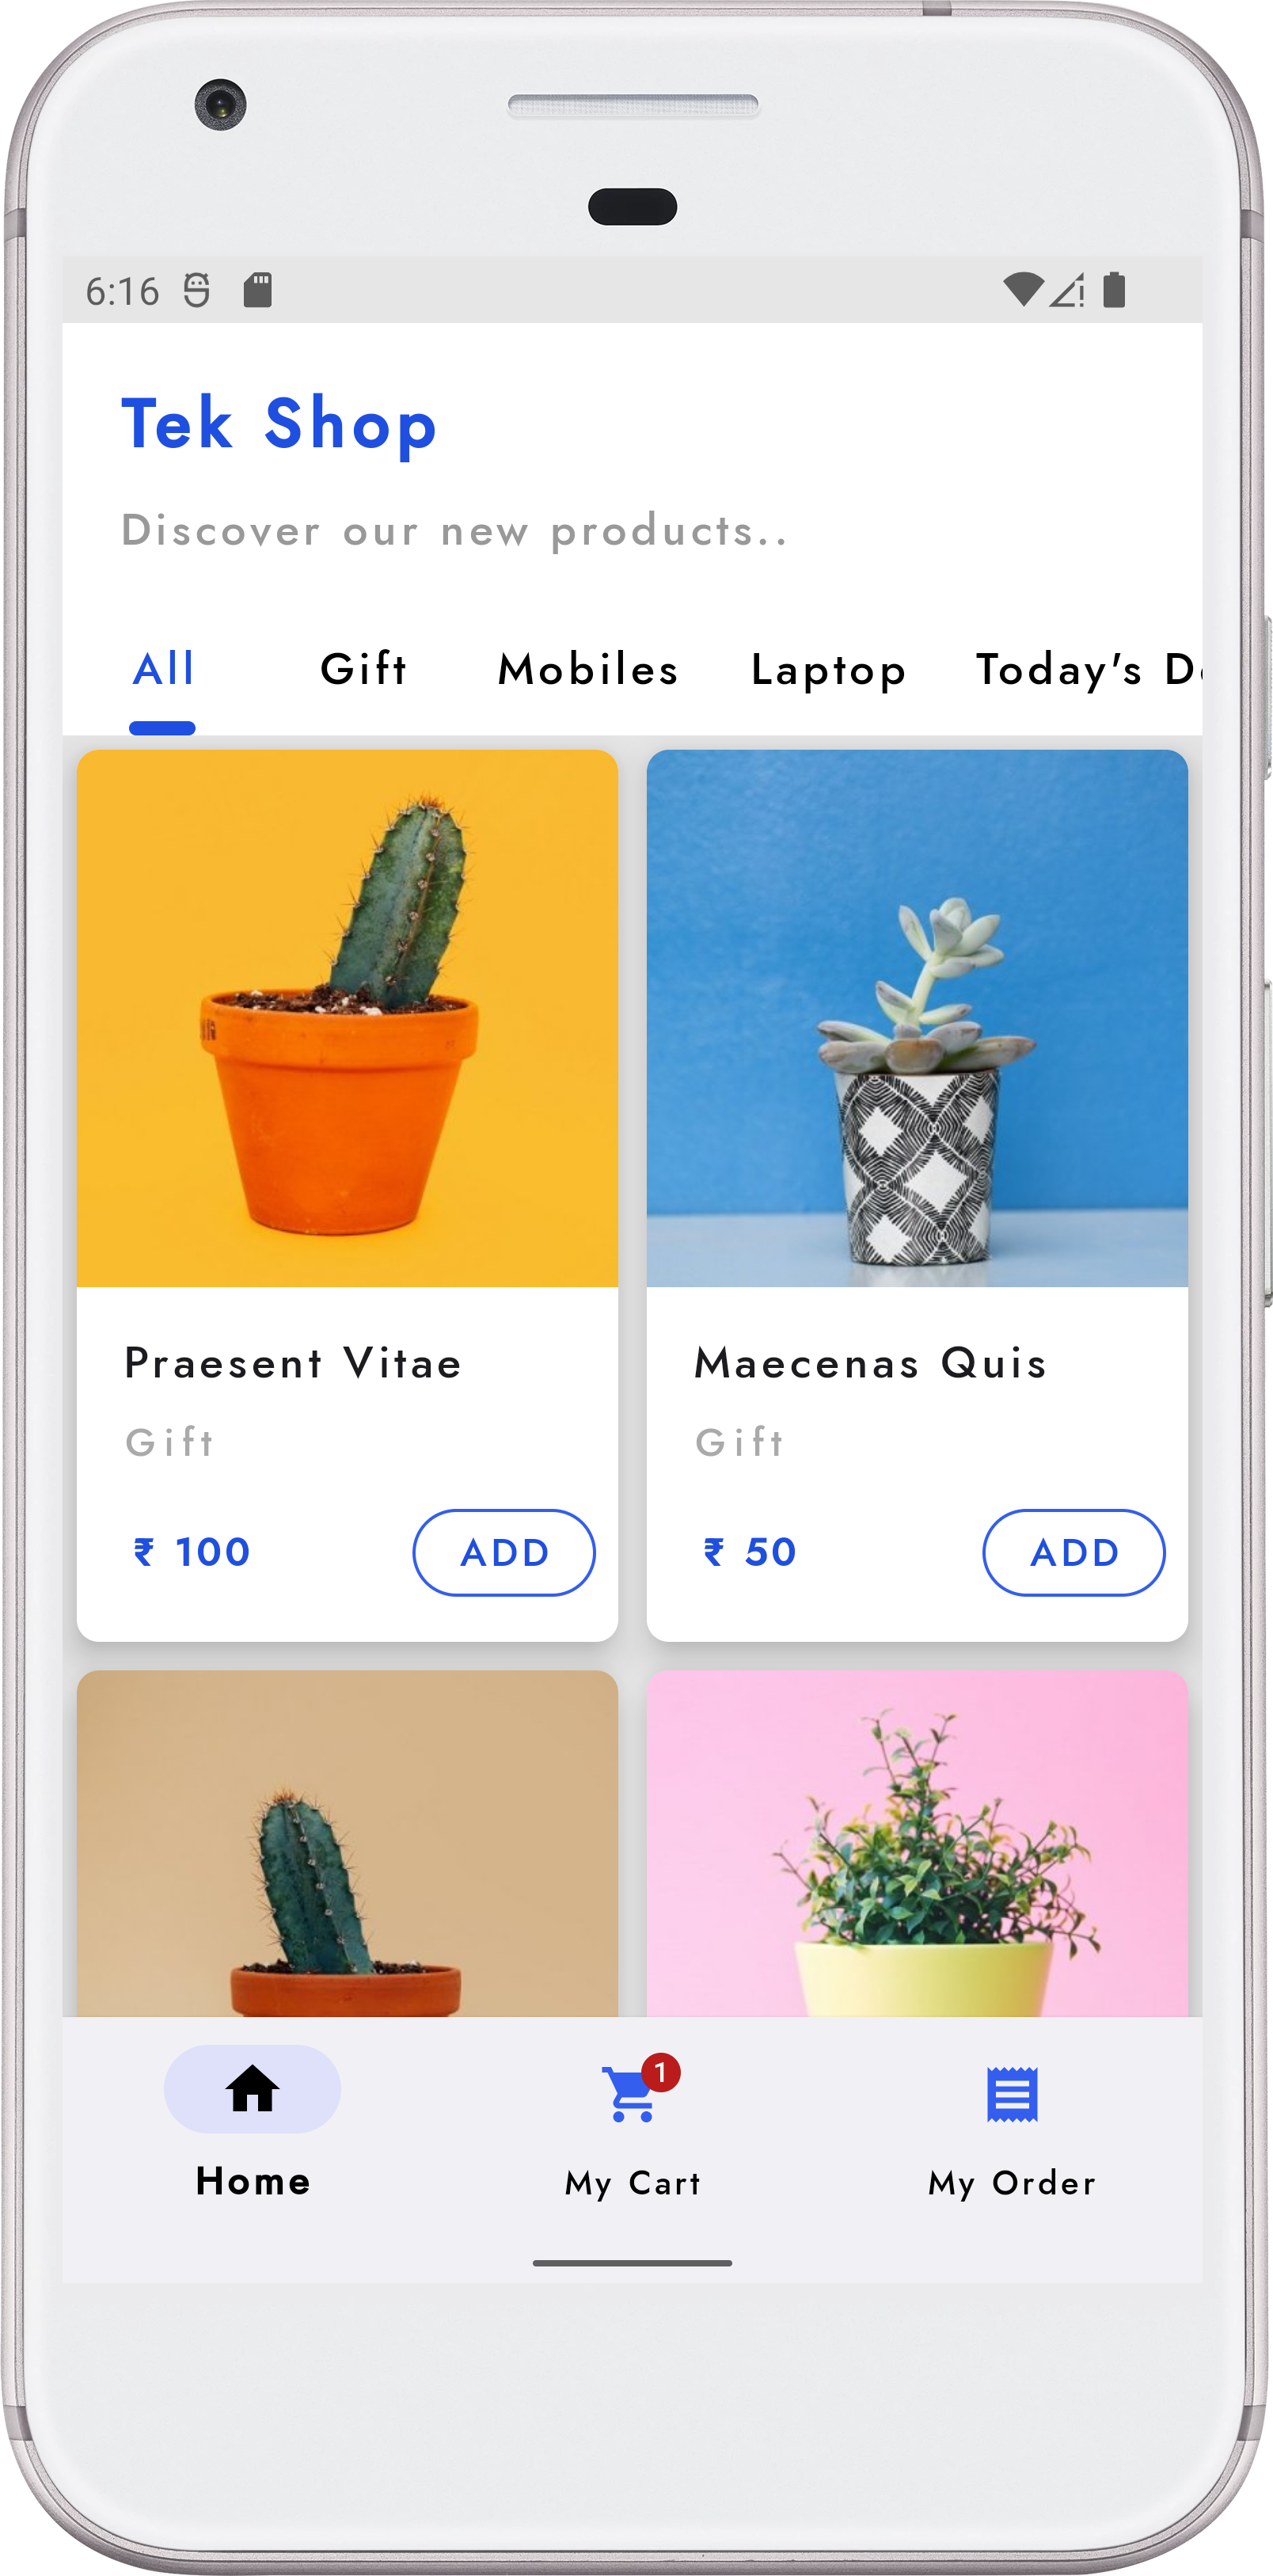 6:16
Tek Shop
Discover our new products..
All Gift Mobiles Laptop Today's
Praesent Vitae
Gift
₹ 100 ADD
Maecenas Quis
Gift
₹ 50 ADD
1
Home My Cart My Order